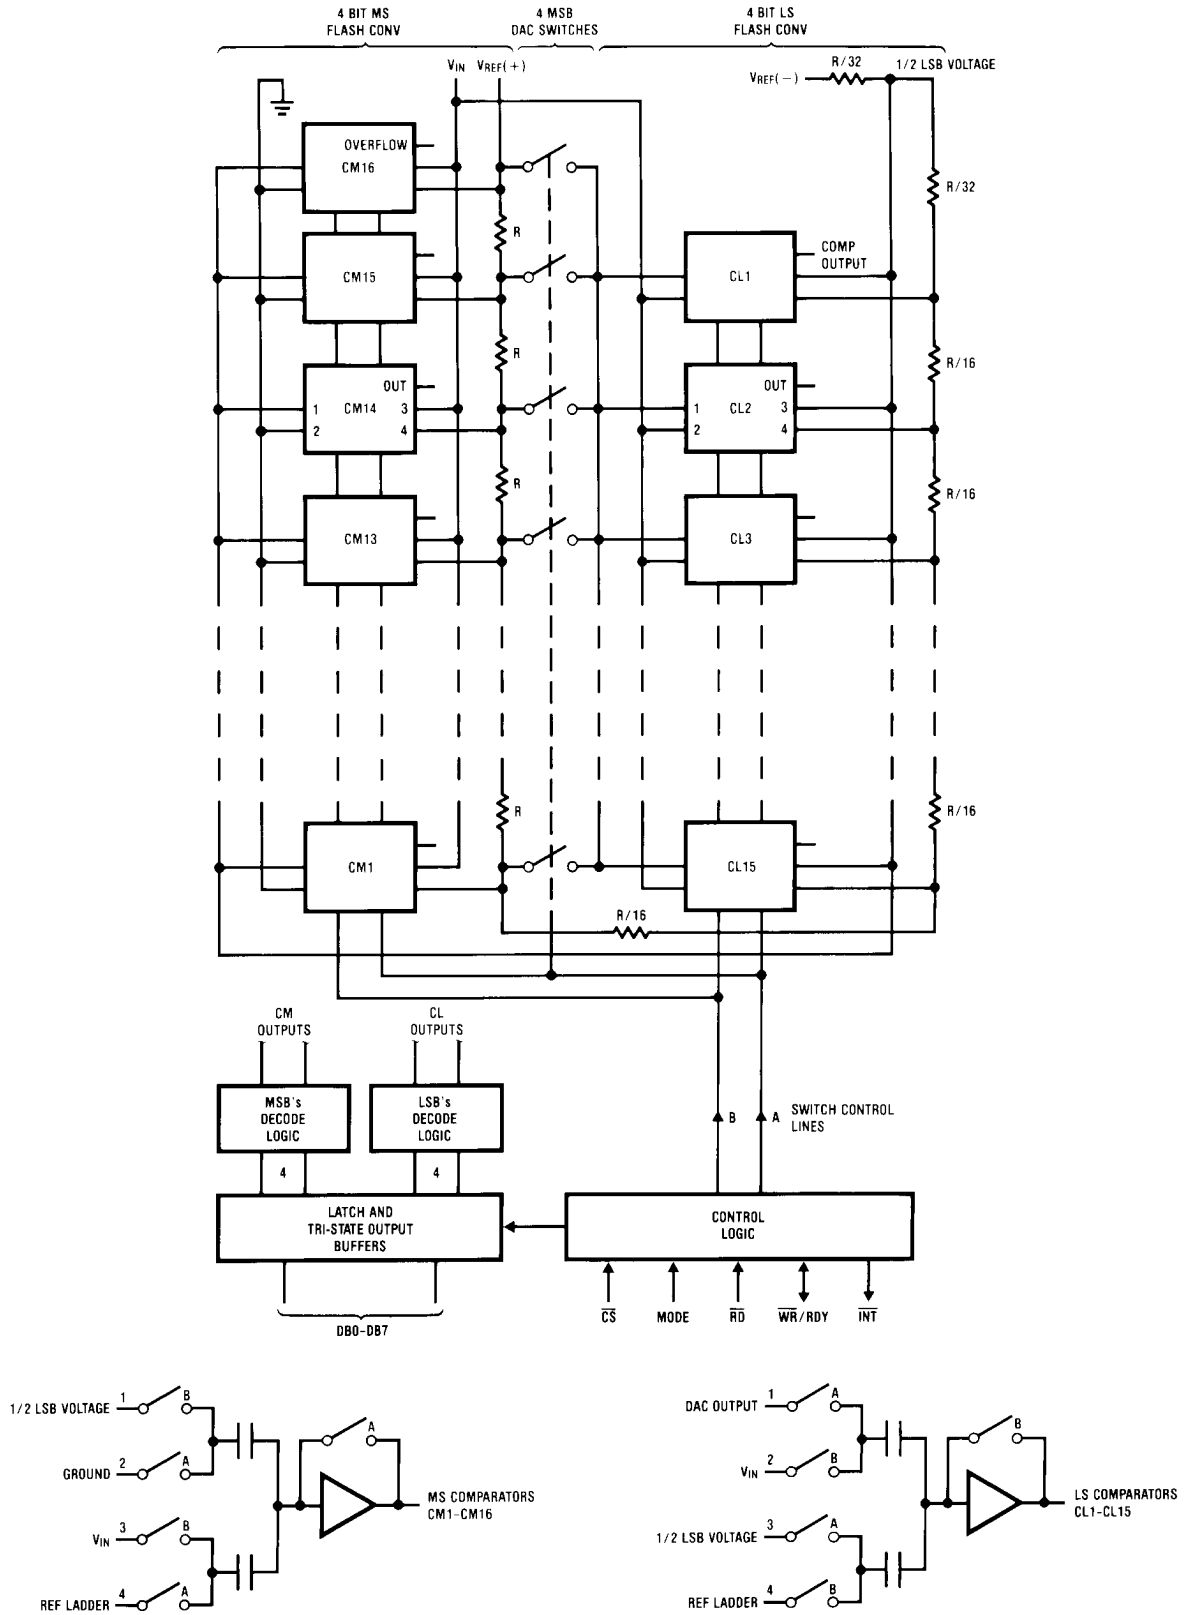 4 BIT MS
FLASH CONV
4 MSB
DAC SWITCHES
4 BIT LS
FLASH CONV
VIN
VREF(+)
VREF(−)
R/32
1/2 LSB VOLTAGE
OVERFLOW
CM16
R/32
R
CM15
CL1
COMP
OUTPUT
R
R/16
OUT
1 CM14 3
2 4
OUT
1 CL2 3
2 4
R
R/16
CM13
CL3
R
R/16
CM1
CL15
R/16
CM
OUTPUTS
CL
OUTPUTS
MSB's
DECODE
LOGIC
LSB's
DECODE
LOGIC
B
A
SWITCH CONTROL
LINES
4
4
LATCH AND
TRI-STATE OUTPUT
BUFFERS
CONTROL
LOGIC
CS
MODE
RD
WR/RDY
INT
DB0–DB7
1/2 LSB VOLTAGE 1 B
GROUND 2 A
A
VIN 3 B
REF LADDER 4 A
MS COMPARATORS
CM1–CM16
DAC OUTPUT 1 A
VIN 2 B
B
1/2 LSB VOLTAGE 3 A
REF LADDER 4 B
LS COMPARATORS
CL1–CL15